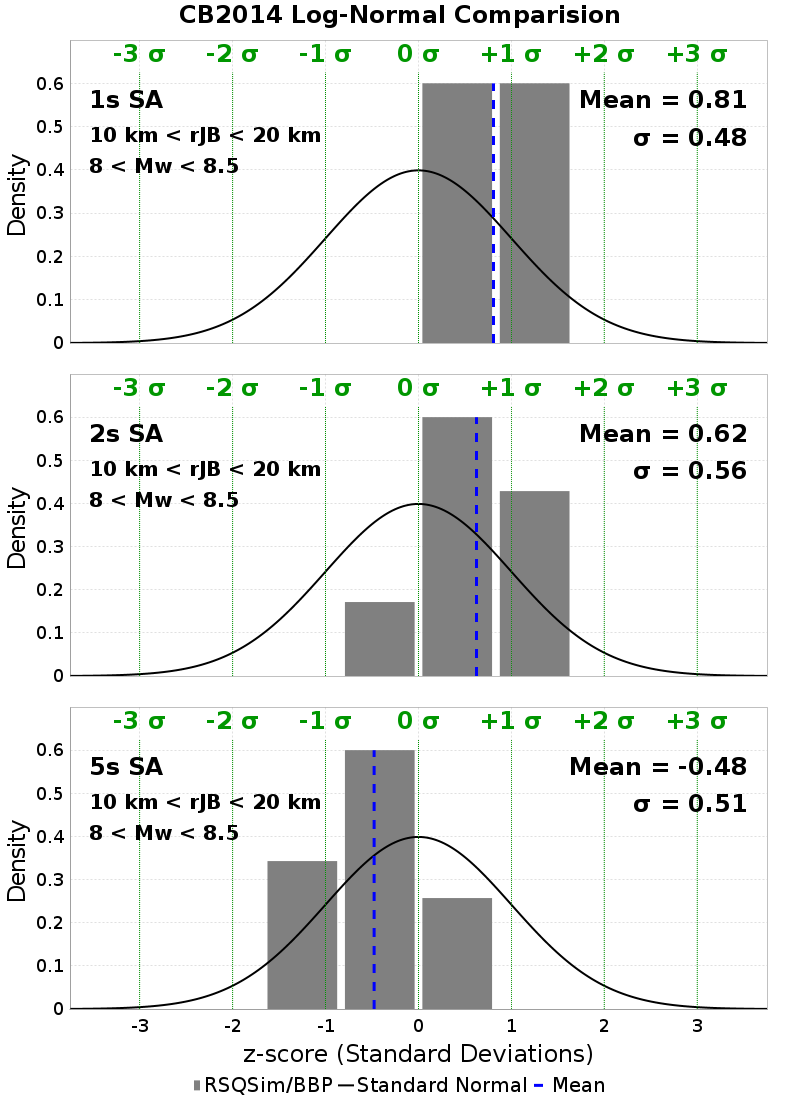 CB2014 Log-Normal Comparision
-3 σ -2 σ -1 σ 0 σ +1 σ +2 σ +3 σ
1s SA
Mean = 0.81
10 km < rJB < 20 km
σ = 0.48
8 < Mw < 8.5
Density
0.6
0.5
0.4
0.3
0.2
0.1
0
-3 σ -2 σ -1 σ 0 σ +1 σ +2 σ +3 σ
2s SA
Mean = 0.62
10 km < rJB < 20 km
σ = 0.56
8 < Mw < 8.5
Density
0.6
0.5
0.4
0.3
0.2
0.1
0
-3 σ -2 σ -1 σ 0 σ +1 σ +2 σ +3 σ
5s SA
Mean = -0.48
10 km < rJB < 20 km
σ = 0.51
8 < Mw < 8.5
Density
0.6
0.5
0.4
0.3
0.2
0.1
0
-3 -2 -1 0 1 2 3
z-score (Standard Deviations)
RSQSim/BBP Standard Normal Mean